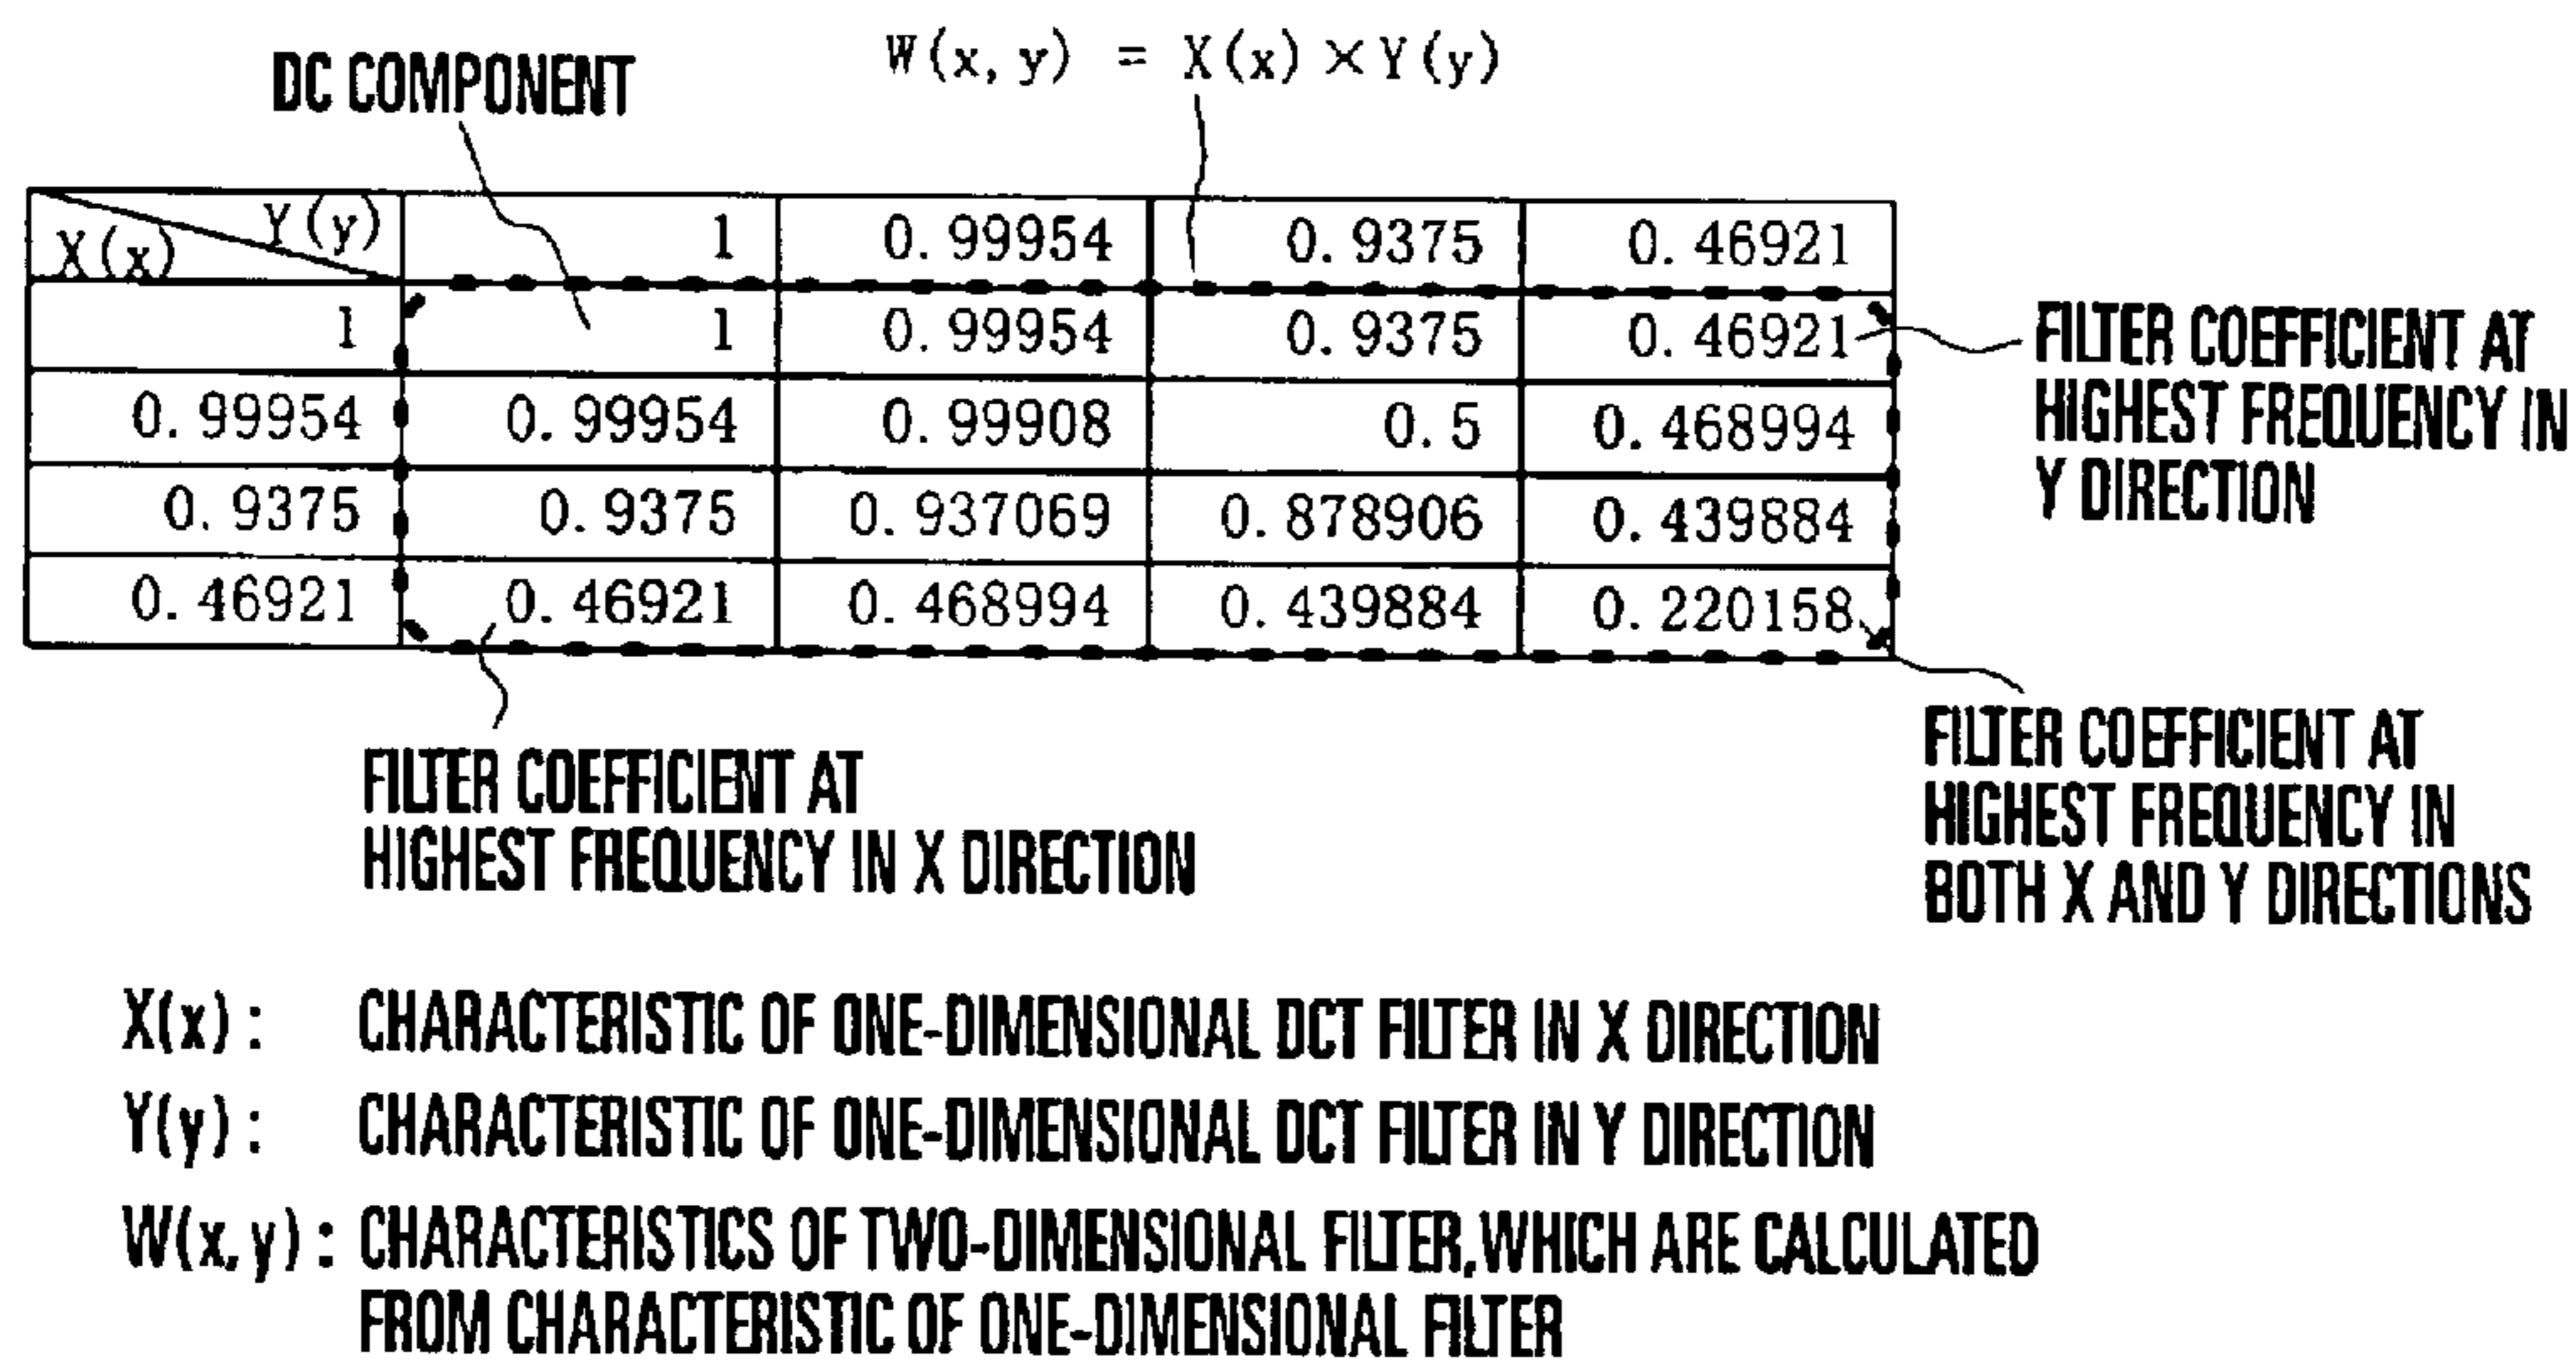 W(x, y) = X(x) × Y(y)
DC COMPONENT
Y(y) 1 0.99954 0.9375 0.46921
X(x)
1 1 0.99954 0.9375 0.46921
0.99954 0.99954 0.99908 0.5 0.468994
0.9375 0.9375 0.937069 0.878906 0.439884
0.46921 0.46921 0.468994 0.439884 0.220158
FILTER COEFFICIENT AT
HIGHEST FREQUENCY IN
Y DIRECTION
FILTER COEFFICIENT AT
HIGHEST FREQUENCY IN X DIRECTION
FILTER COEFFICIENT AT
HIGHEST FREQUENCY IN
BOTH X AND Y DIRECTIONS
X(x): CHARACTERISTIC OF ONE-DIMENSIONAL DCT FILTER IN X DIRECTION
Y(y): CHARACTERISTIC OF ONE-DIMENSIONAL DCT FILTER IN Y DIRECTION
W(x, y): CHARACTERISTICS OF TWO-DIMENSIONAL FILTER, WHICH ARE CALCULATED
FROM CHARACTERISTIC OF ONE-DIMENSIONAL FILTER